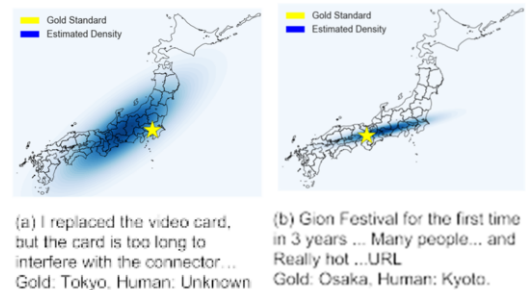 Gold Standard
Estimated Density
Gold Standard
Estimated Density
(a) I replaced the video card,
but the card is too long to
interfere with the connector...
Gold: Tokyo, Human: Unknown
(b) Gion Festival for the first time
in 3 years ... Many people... and
Really hot ...URL
Gold: Osaka, Human: Kyoto.